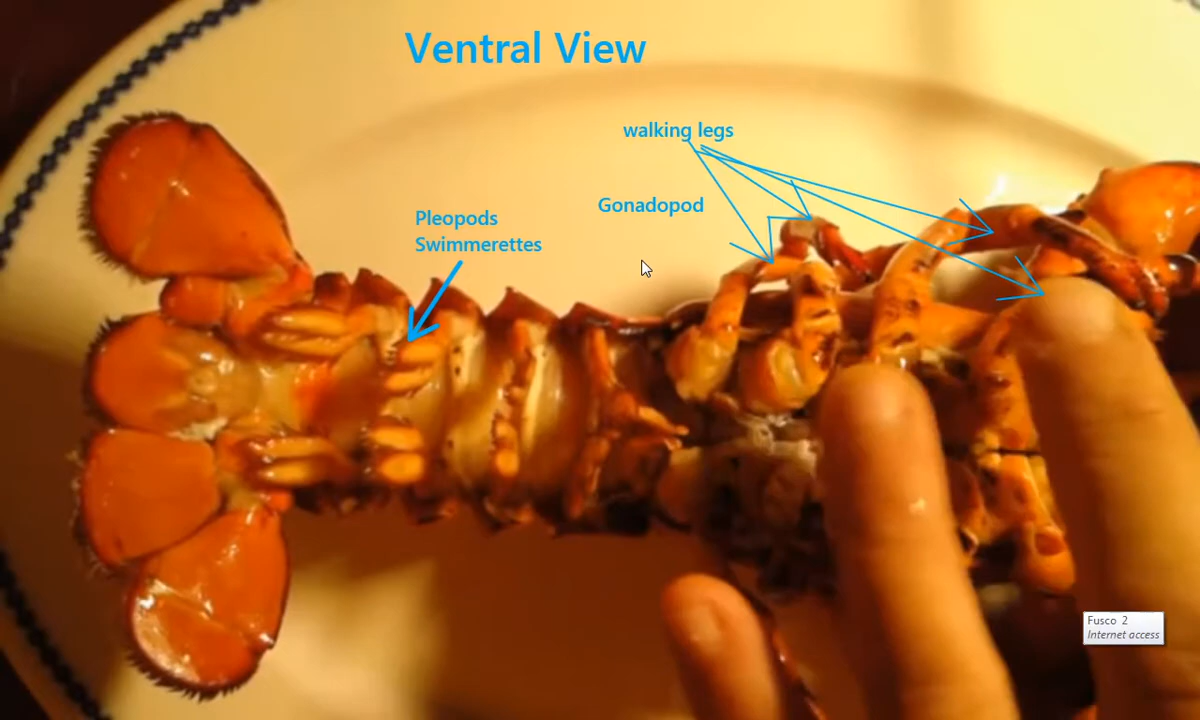 Ventral View
walking legs
Gonadopod
Pleopods
Swimmerettes
Fusco 2
Internet access